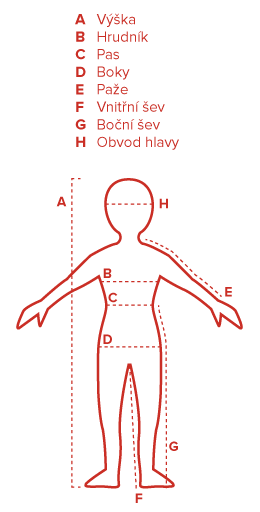 A Výška
B Hrudník
C Pas
D Boky
E Paže
F Vnitřní šev
G Boční šev
H Obvod hlavy
A
H
B
E
C
D
G
F